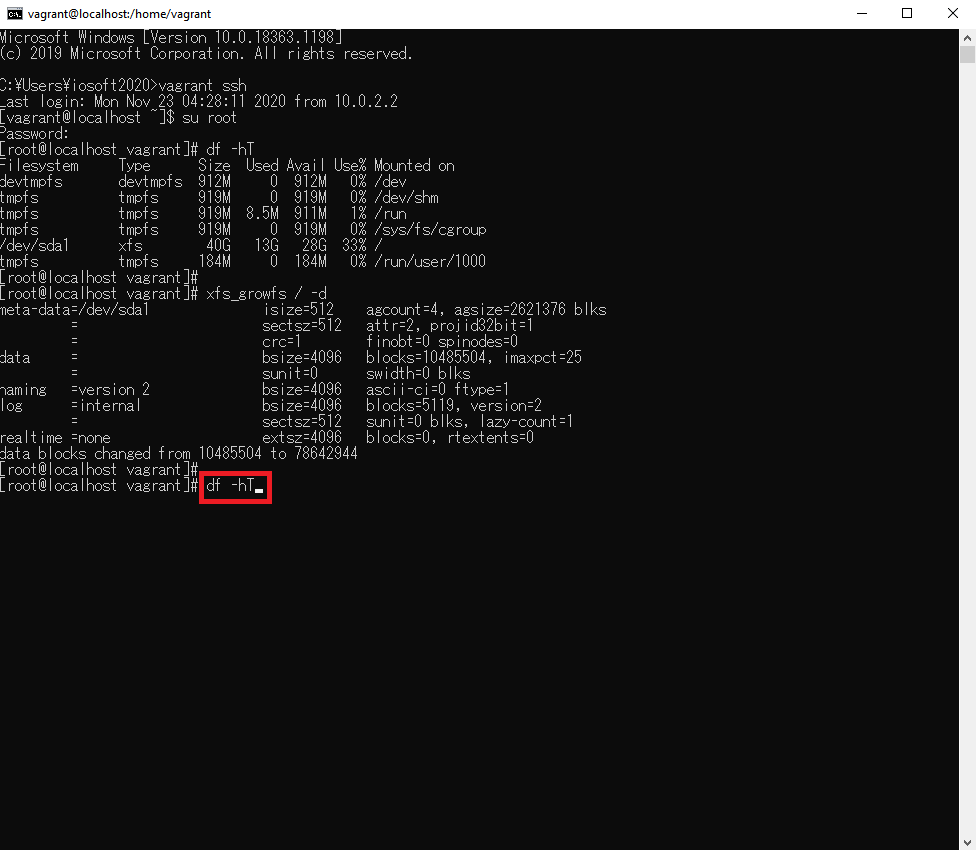 vagrant@localhost:/home/vagrant
Microsoft Windows [Version 10.0.18363.1198]
(c) 2019 Microsoft Corporation. All rights reserved.
C:¥Users¥iosoft2020>vagrant ssh
Last login: Mon Nov 23 04:28:11 2020 from 10.0.2.2
[vagrant@localhost ~]$ su root
Password:
[root@localhost vagrant]# df -hT
Filesystem     Type      Size  Used Avail Use% Mounted on
devtmpfs       devtmpfs  912M     0  912M   0% /dev
tmpfs          tmpfs     919M     0  919M   0% /dev/shm
tmpfs          tmpfs     919M  8.5M  911M   1% /run
tmpfs          tmpfs     919M     0  919M   0% /sys/fs/cgroup
/dev/sda1      xfs        40G   13G   28G  33% /
tmpfs          tmpfs     184M     0  184M   0% /run/user/1000
[root@localhost vagrant]#
[root@localhost vagrant]# xfs_growfs / -d
meta-data=/dev/sda1              isize=512    agcount=4, agsize=2621376 blks
         =                       sectsz=512   attr=2, projid32bit=1
         =                       crc=1        finobt=0 spinodes=0
data     =                       bsize=4096   blocks=10485504, imaxpct=25
         =                       sunit=0      swidth=0 blks
naming   =version 2              bsize=4096   ascii-ci=0 ftype=1
log      =internal               bsize=4096   blocks=5119, version=2
         =                       sectsz=512   sunit=0 blks, lazy-count=1
realtime =none                   extsz=4096   blocks=0, rtextents=0
data blocks changed from 10485504 to 78642944
[root@localhost vagrant]#
[root@localhost vagrant]# df -hT